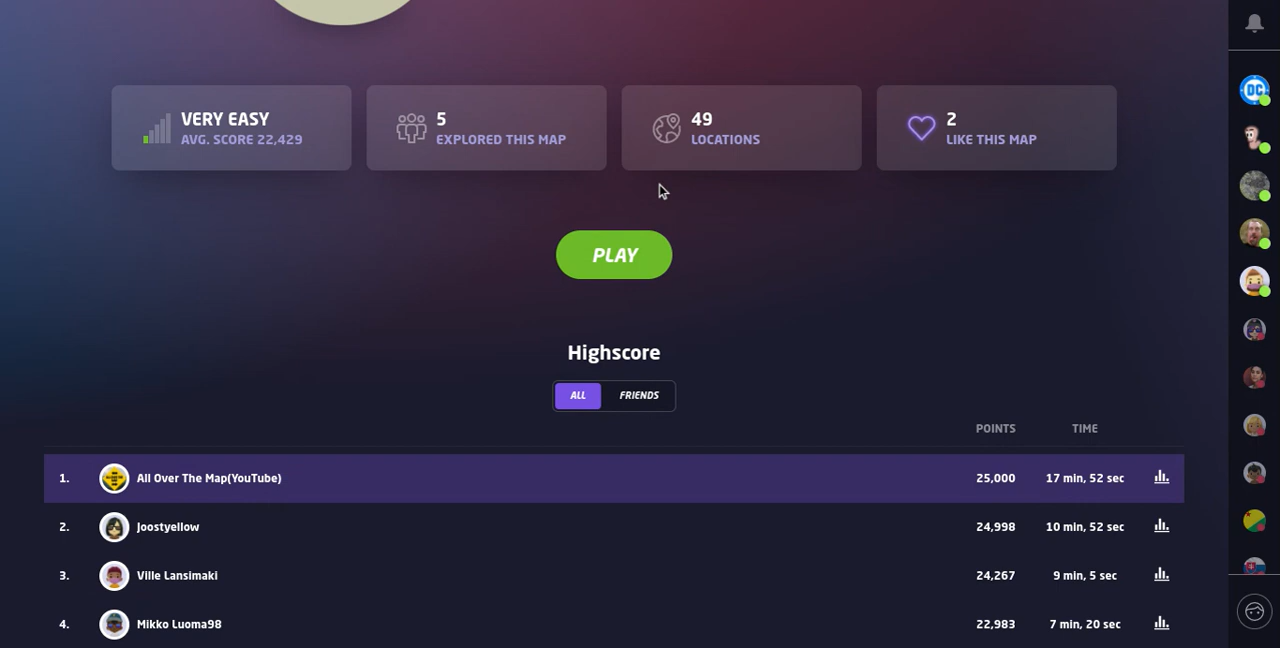 VERY EASY
AVG. SCORE 22,429
5
EXPLORED THIS MAP
49
LOCATIONS
2
LIKE THIS MAP
PLAY
Highscore
ALL FRIENDS
POINTS TIME
1. All Over The Map(YouTube) 25,000 17 min, 52 sec
2. Joostyellow 24,998 10 min, 52 sec
3. Ville Lansimaki 24,267 9 min, 5 sec
4. Mikko Luoma98 22,983 7 min, 20 sec
DC